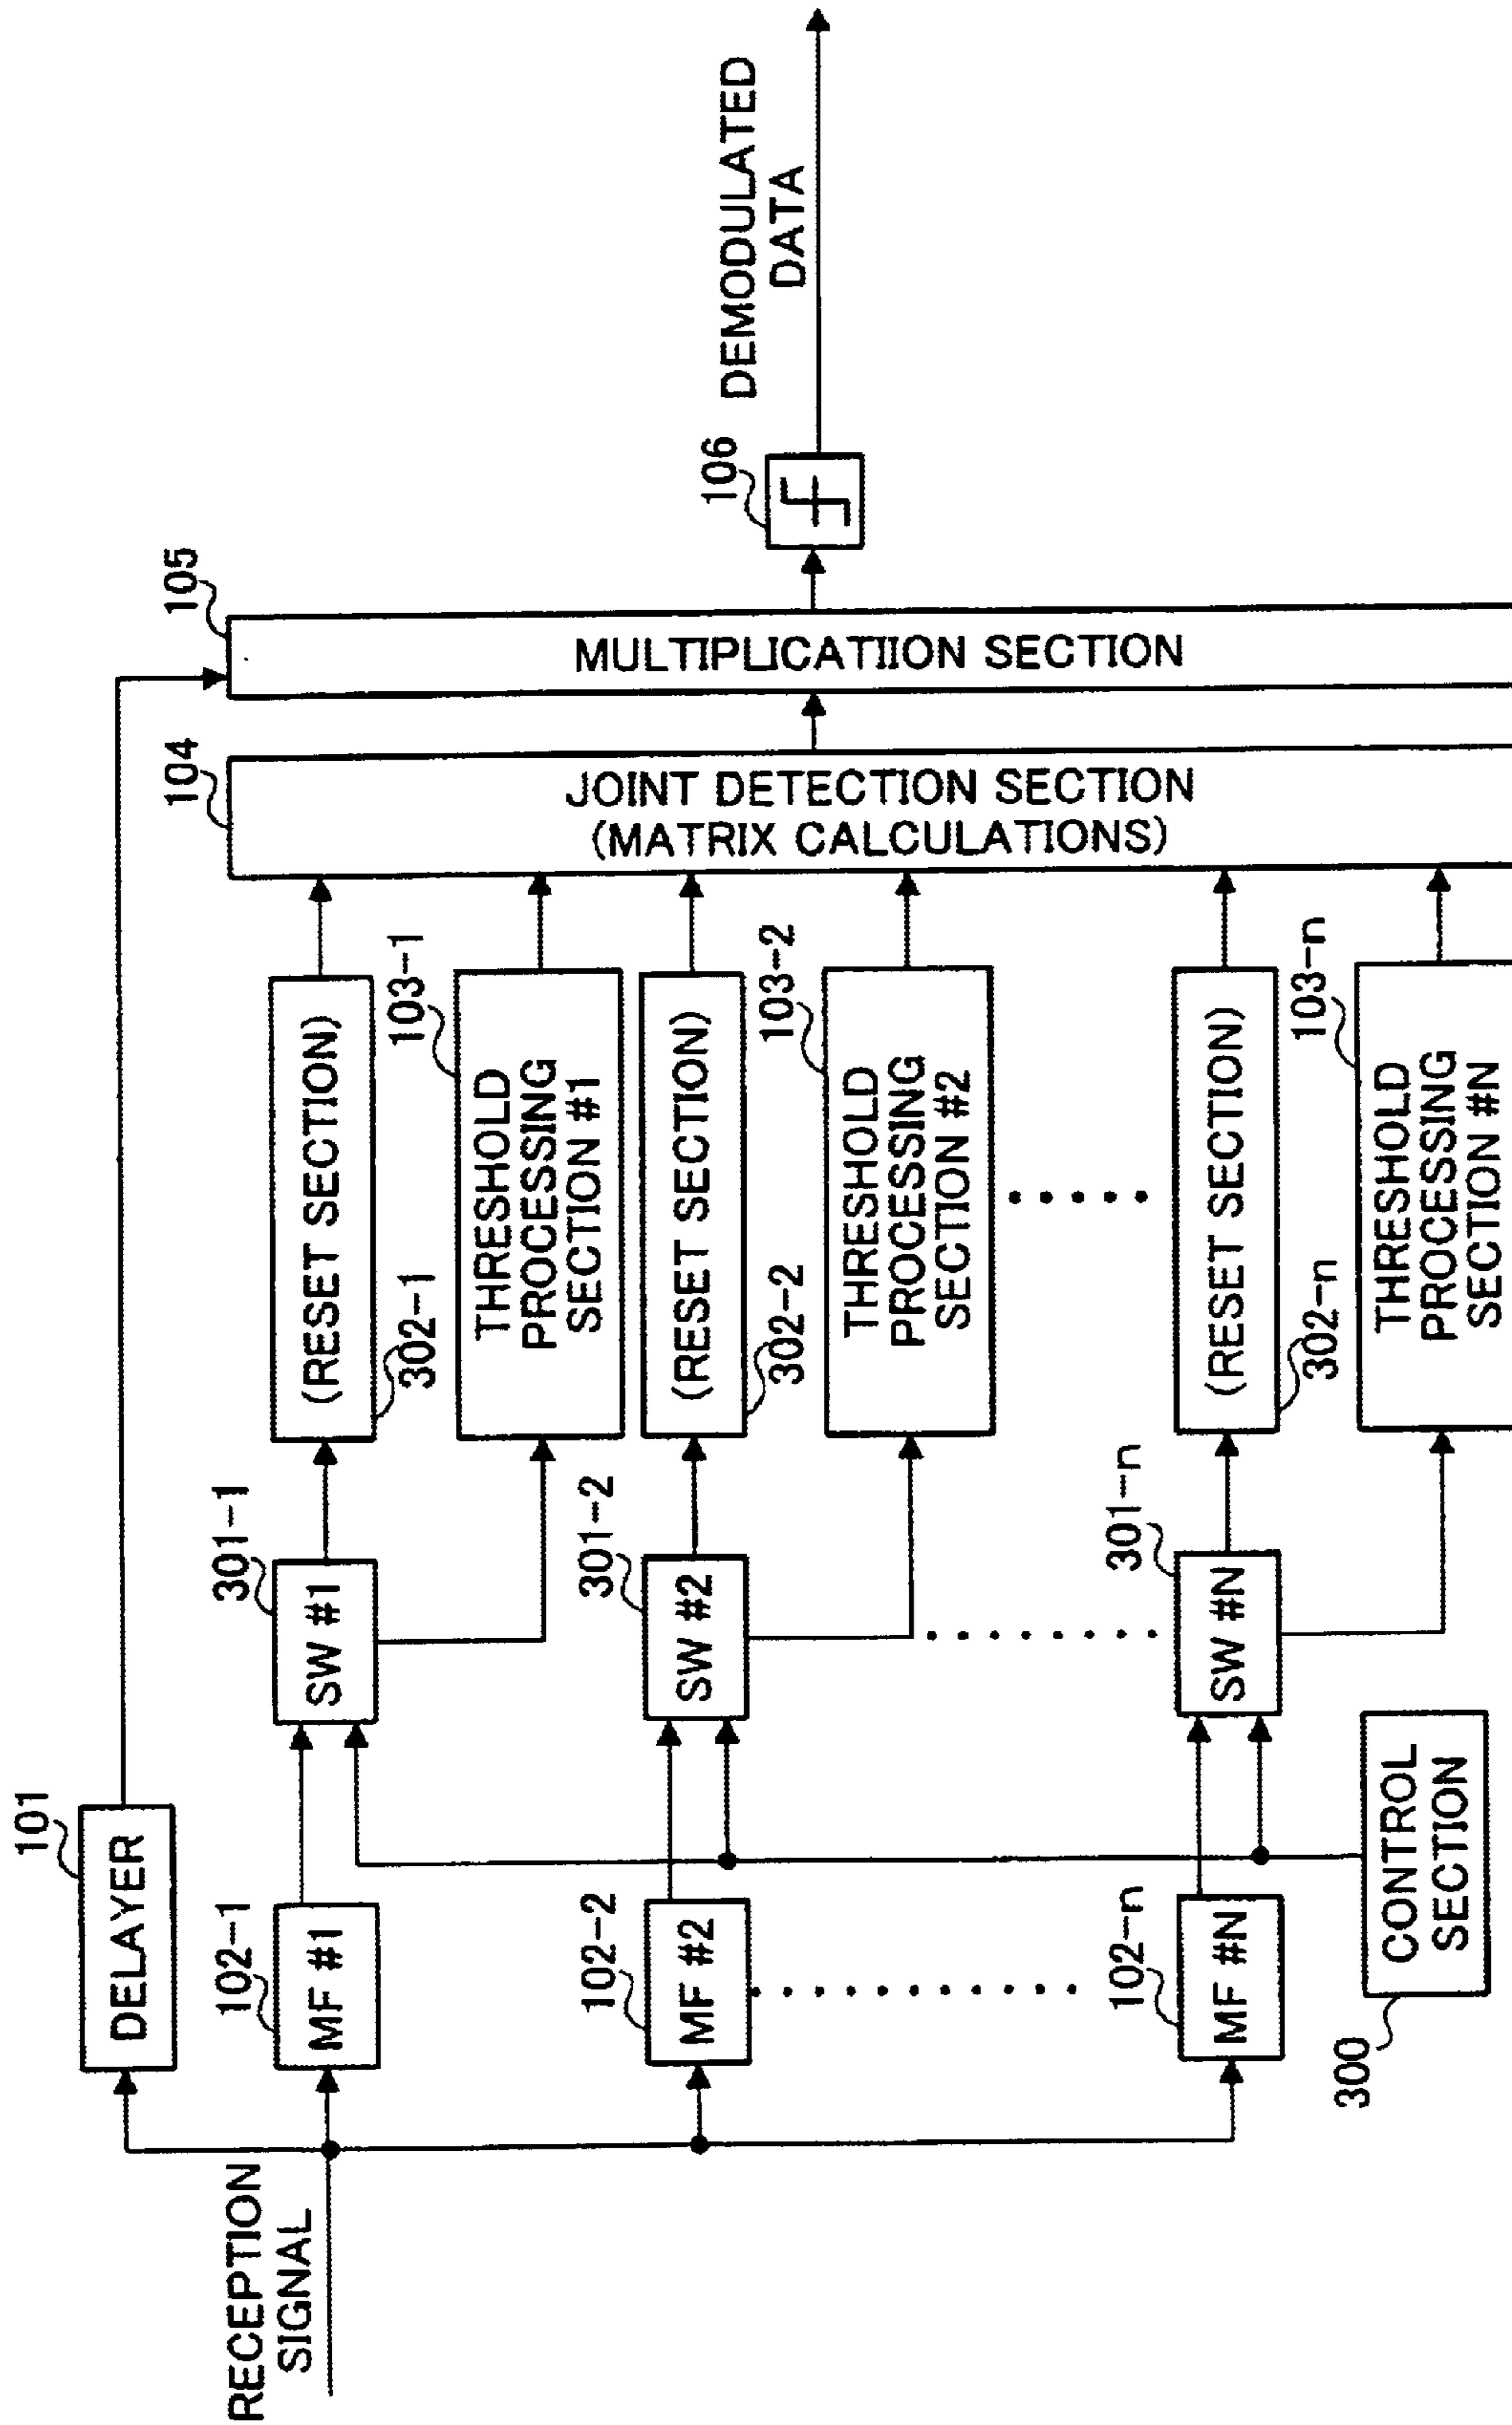 RECEPTION
SIGNAL
101
DELAYER
102-1
MF #1
102-2
MF #2
102-n
MF #N
300
CONTROL
SECTION
301-1
SW #1
301-2
SW #2
301-n
SW #N
(RESET SECTION)
302-1
103-1
THRESHOLD
PROCESSING
SECTION #1
(RESET SECTION)
302-2
103-2
THRESHOLD
PROCESSING
SECTION #2
(RESET SECTION)
302-n
103-n
THRESHOLD
PROCESSING
SECTION #N
104
JOINT DETECTION SECTION
(MATRIX CALCULATIONS)
105
MULTIPLICATIION SECTION
106
DEMODULATED
DATA